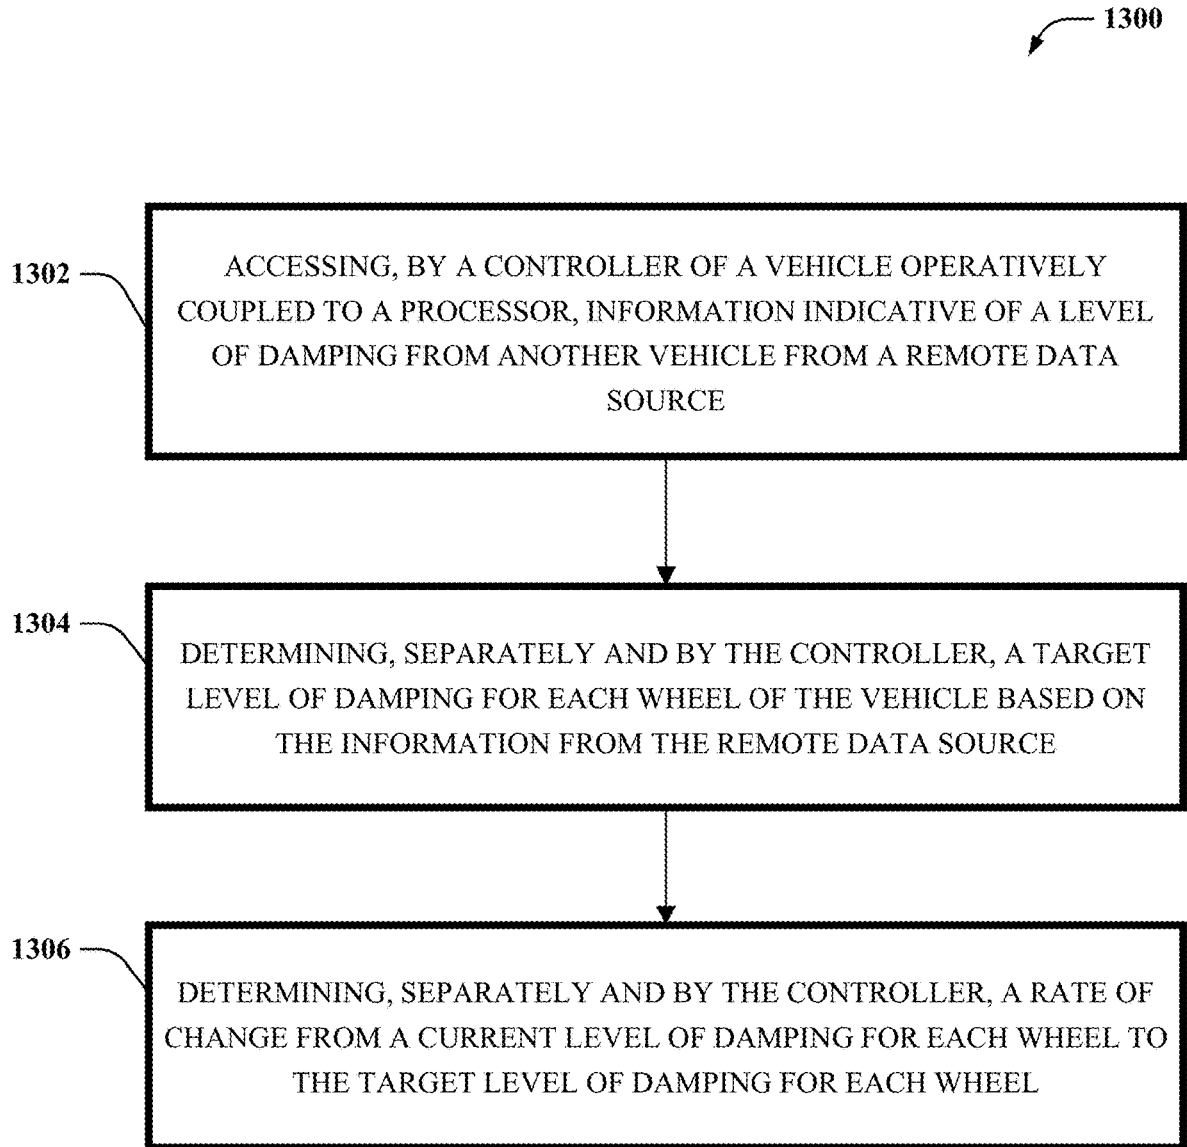 1300
1302
ACCESSING, BY A CONTROLLER OF A VEHICLE OPERATIVELY
COUPLED TO A PROCESSOR, INFORMATION INDICATIVE OF A LEVEL
OF DAMPING FROM ANOTHER VEHICLE FROM A REMOTE DATA
SOURCE
1304
DETERMINING, SEPARATELY AND BY THE CONTROLLER, A TARGET
LEVEL OF DAMPING FOR EACH WHEEL OF THE VEHICLE BASED ON
THE INFORMATION FROM THE REMOTE DATA SOURCE
1306
DETERMINING, SEPARATELY AND BY THE CONTROLLER, A RATE OF
CHANGE FROM A CURRENT LEVEL OF DAMPING FOR EACH WHEEL TO
THE TARGET LEVEL OF DAMPING FOR EACH WHEEL